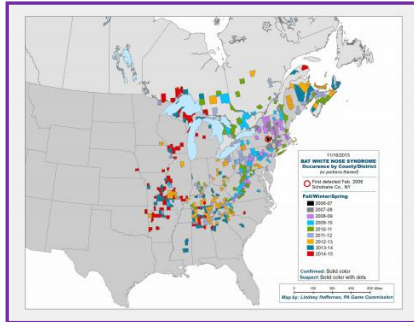 11/16/2015
BAT WHITE NOSE SYNDROME
Occurrence by County/District
(or portions thereof)
First detected Feb. 2006
Schoharie Co., NY
Fall/Winter/Spring
2006-07
2007-08
2008-09
2009-10
2010-11
2011-12
2012-13
2013-14
2014-15
Confirmed: Solid color
Suspect: Solid color with dots
Map by: Lindsey Heffernan, PA Game Commission